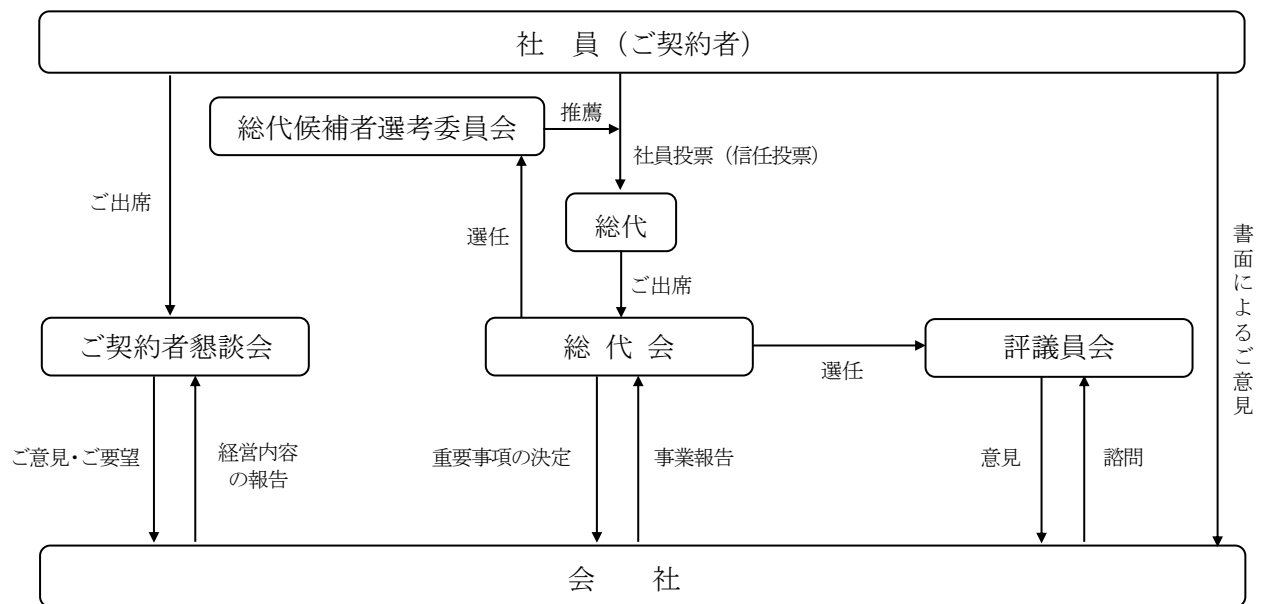 社　員（ご契約者）
総代候補者選考委員会
推薦
社員投票（信任投票）
ご出席
選任
総代
ご出席
書面によるご意見
ご契約者懇談会
総 代 会
選任
評議員会
ご意見・ご要望
経営内容
の報告
重要事項の決定
事業報告
意見
諮問
会　　社